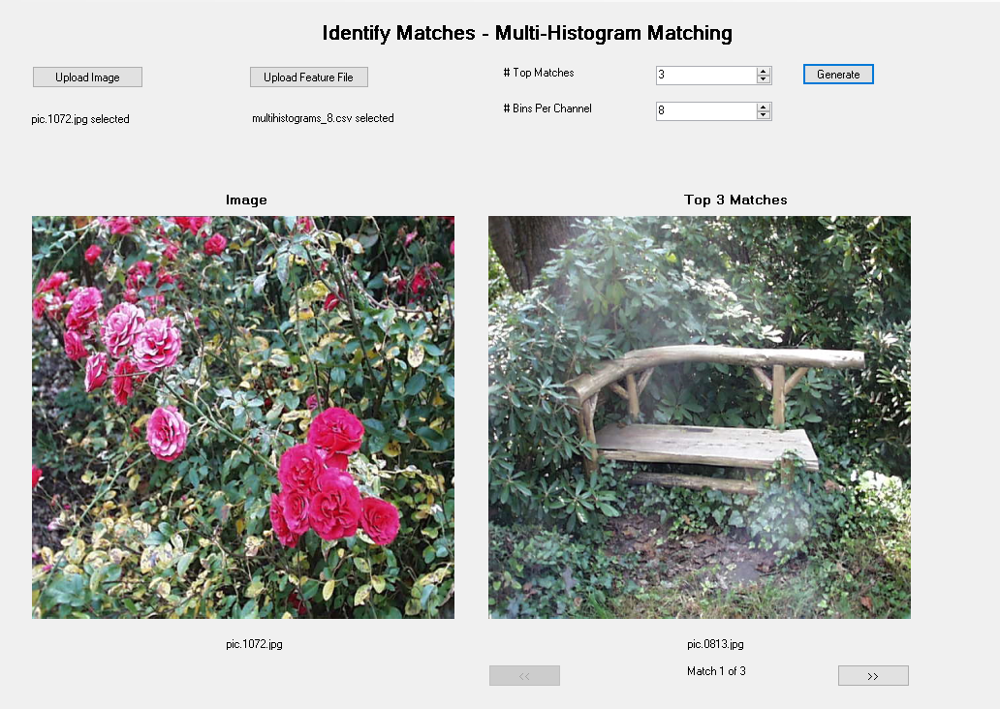 Identify Matches - Multi-Histogram Matching
Upload Image
Upload Feature File
# Top Matches
3
Generate
pic.1072.jpg selected
multihistograms_8.csv selected
# Bins Per Channel
8
Image
Top 3 Matches
pic.1072.jpg
pic.0813.jpg
<<
Match 1 of 3
>>